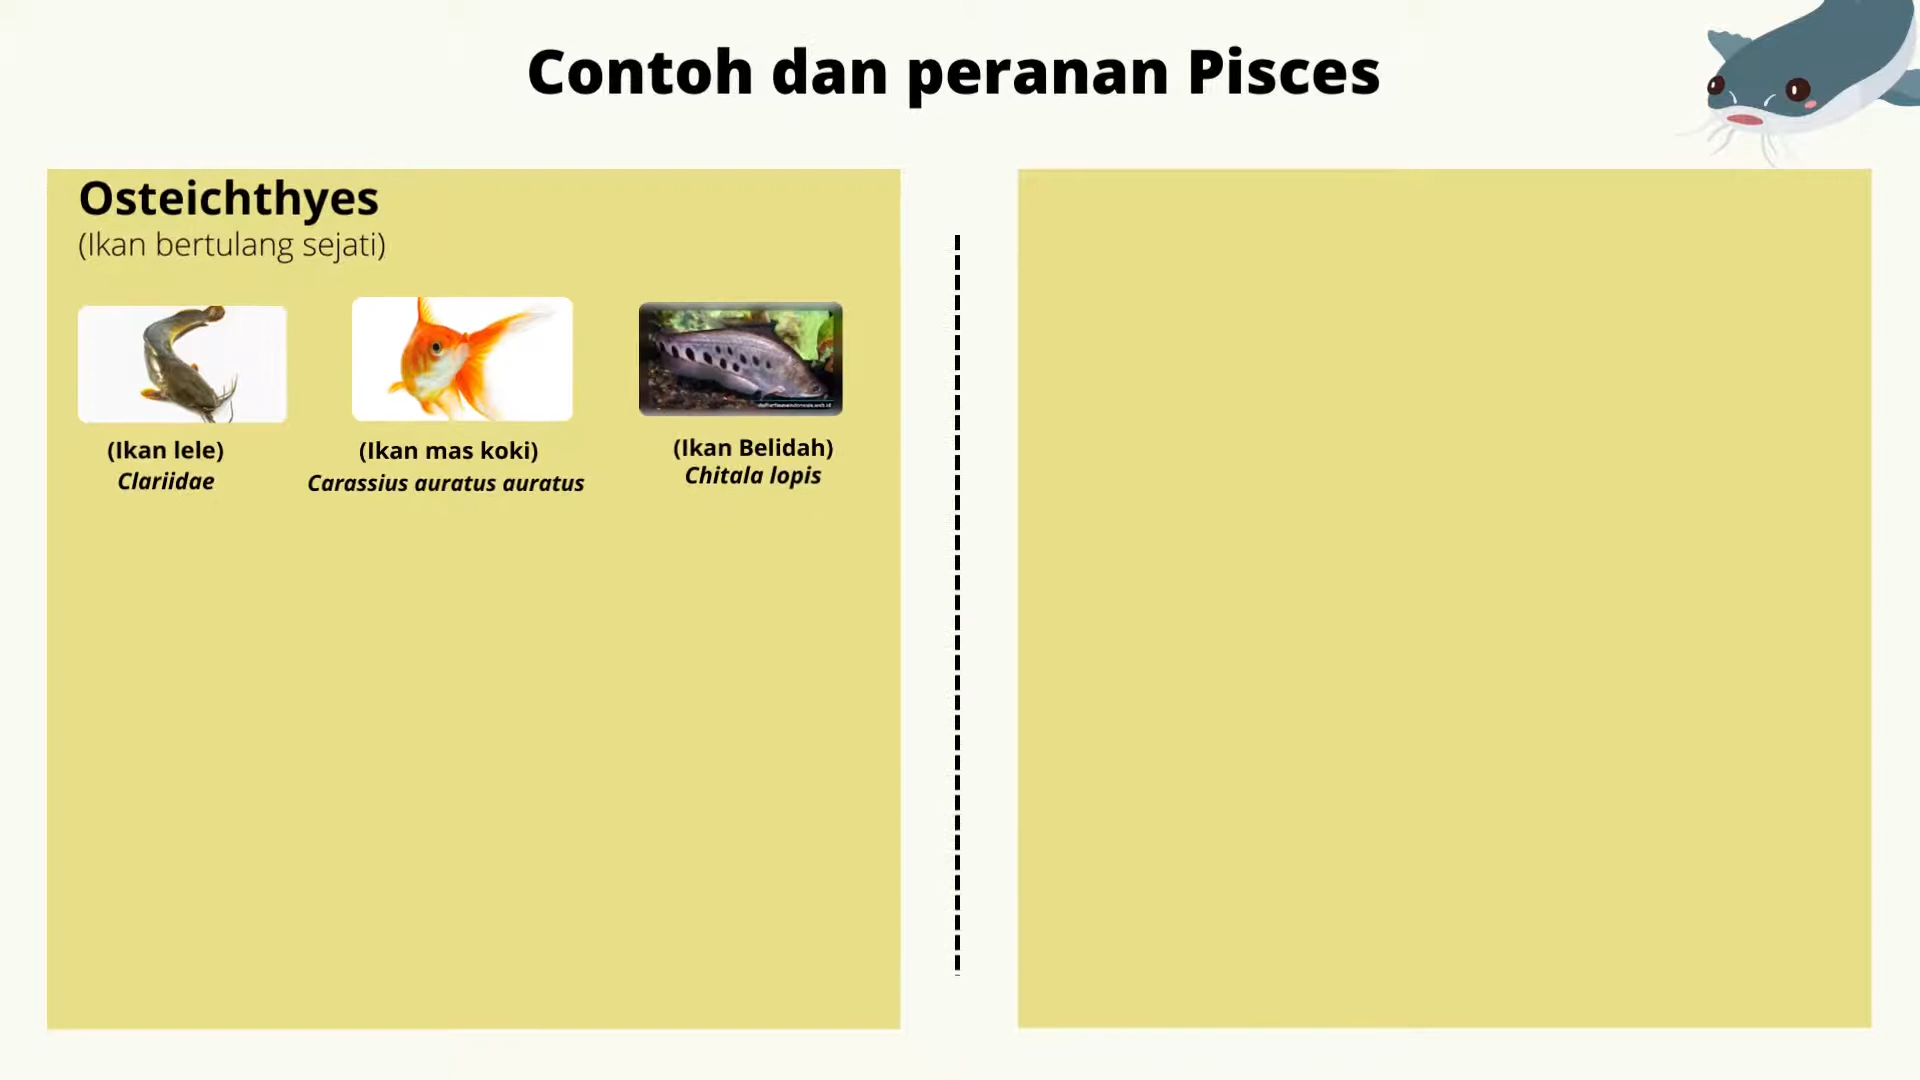 Contoh dan peranan Pisces
Osteichthyes
(Ikan bertulang sejati)
(Ikan lele)
Clariidae
(Ikan mas koki)
Carassius auratus auratus
(Ikan Belidah)
Chitala lopis